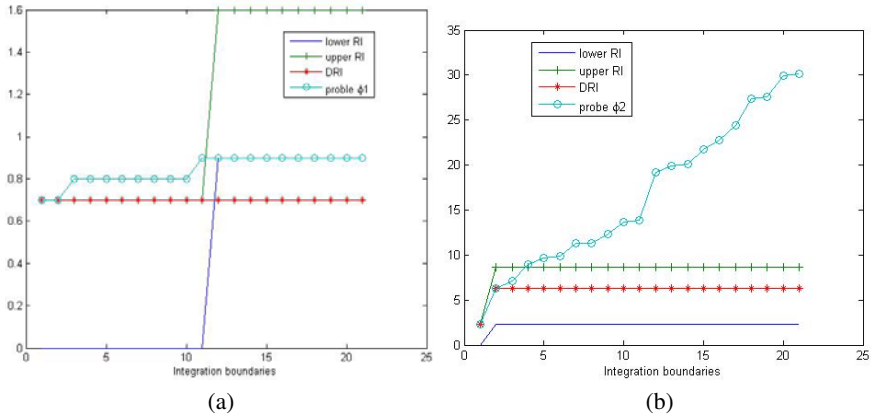 1.6
1.4
1.2
1
0.8
0.6
0.4
0.2
0
0 5 10 15 20 25
Integration boundaries
lower RI
upper RI
DRI
proble ϕ1
(a)
35
30
25
20
15
10
5
0
0 5 10 15 20 25
Integration boundaries
lower RI
upper RI
DRI
probe ϕ2
(b)